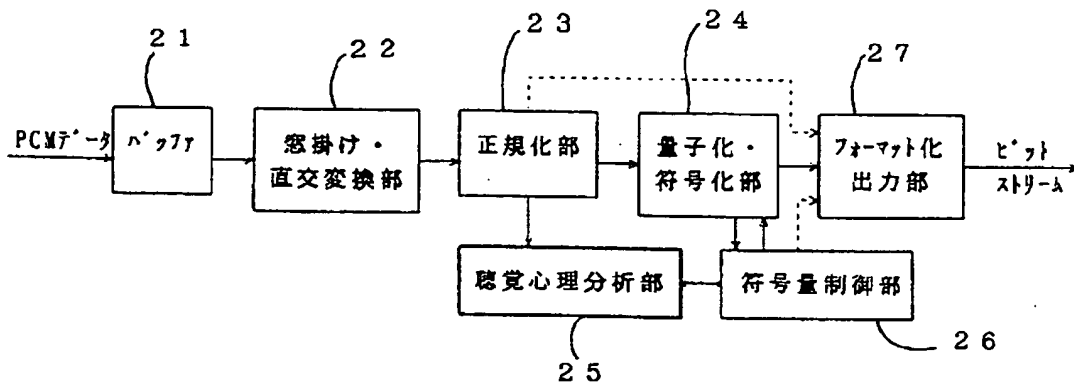 21
22
23
24
27
PCMデータ
バッファ
窓掛け・
直交変換部
正規化部
量子化・
符号化部
フォーマット化
出力部
ビット
ストリーム
聴覚心理分析部
符号量制御部
25
26